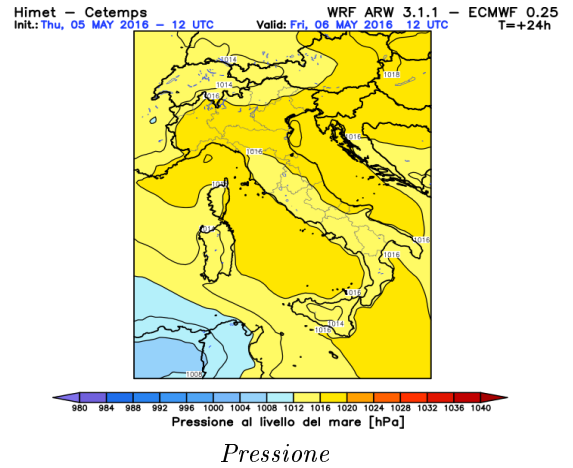 Himet – Cetemps WRF ARW 3.1.1 – ECMWF 0.25
Init.: Thu, 05 MAY 2016 – 12 UTC Valid: Fri, 06 MAY 2016 12 UTC T=+24h
1014
1018
1014
1016
1016
1016
1016
1016
1016
1014
1016
1008
980 984 988 992 996 1000 1004 1008 1012 1016 1020 1024 1028 1032 1036 1040
Pressione al livello del mare [hPa]
Pressione